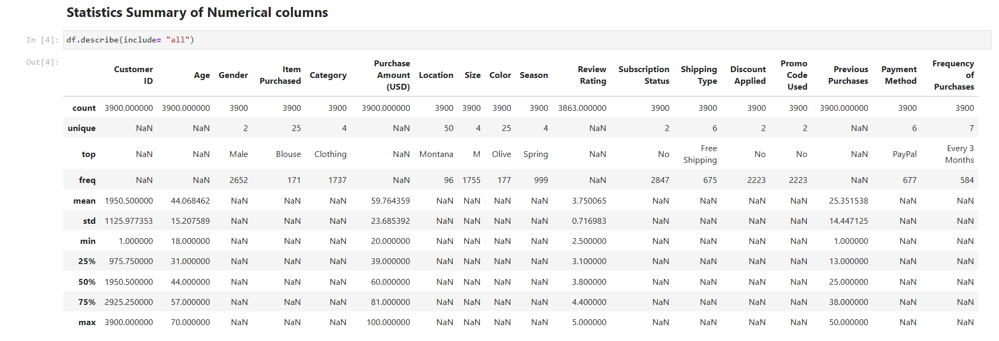 Statistics Summary of Numerical columns
In [4]: df.describe(include= "all")
Out[4]:
Customer ID Age Gender Item Purchased Category Purchase Amount (USD) Location Size Color Season Review Rating Subscription Status Shipping Type Discount Applied Promo Code Used Previous Purchases Payment Method Frequency of Purchases
count 3900.000000 3900.000000 3900 3900 3900 3900.000000 3900 3900 3900 3900 3863.000000 3900 3900 3900 3900 3900.000000 3900 3900
unique NaN NaN 2 25 4 NaN 50 4 25 4 NaN 2 6 2 2 NaN 6 7
top NaN NaN Male Blouse Clothing NaN Montana M Olive Spring NaN No Free Shipping No No NaN PayPal Every 3 Months
freq NaN NaN 2652 171 1737 NaN 96 1755 177 999 NaN 2847 675 2223 2223 NaN 677 584
mean 1950.500000 44.068462 NaN NaN NaN 59.764359 NaN NaN NaN NaN 3.750065 NaN NaN NaN NaN 25.351538 NaN NaN
std 1125.977353 15.207589 NaN NaN NaN 23.685392 NaN NaN NaN NaN 0.716983 NaN NaN NaN NaN 14.447125 NaN NaN
min 1.000000 18.000000 NaN NaN NaN 20.000000 NaN NaN NaN NaN 2.500000 NaN NaN NaN NaN 1.000000 NaN NaN
25% 975.750000 31.000000 NaN NaN NaN 39.000000 NaN NaN NaN NaN 3.100000 NaN NaN NaN NaN 13.000000 NaN NaN
50% 1950.500000 44.000000 NaN NaN NaN 60.000000 NaN NaN NaN NaN 3.800000 NaN NaN NaN NaN 25.000000 NaN NaN
75% 2925.250000 57.000000 NaN NaN NaN 81.000000 NaN NaN NaN NaN 4.400000 NaN NaN NaN NaN 38.000000 NaN NaN
max 3900.000000 70.000000 NaN NaN NaN 100.000000 NaN NaN NaN NaN 5.000000 NaN NaN NaN NaN 50.000000 NaN NaN